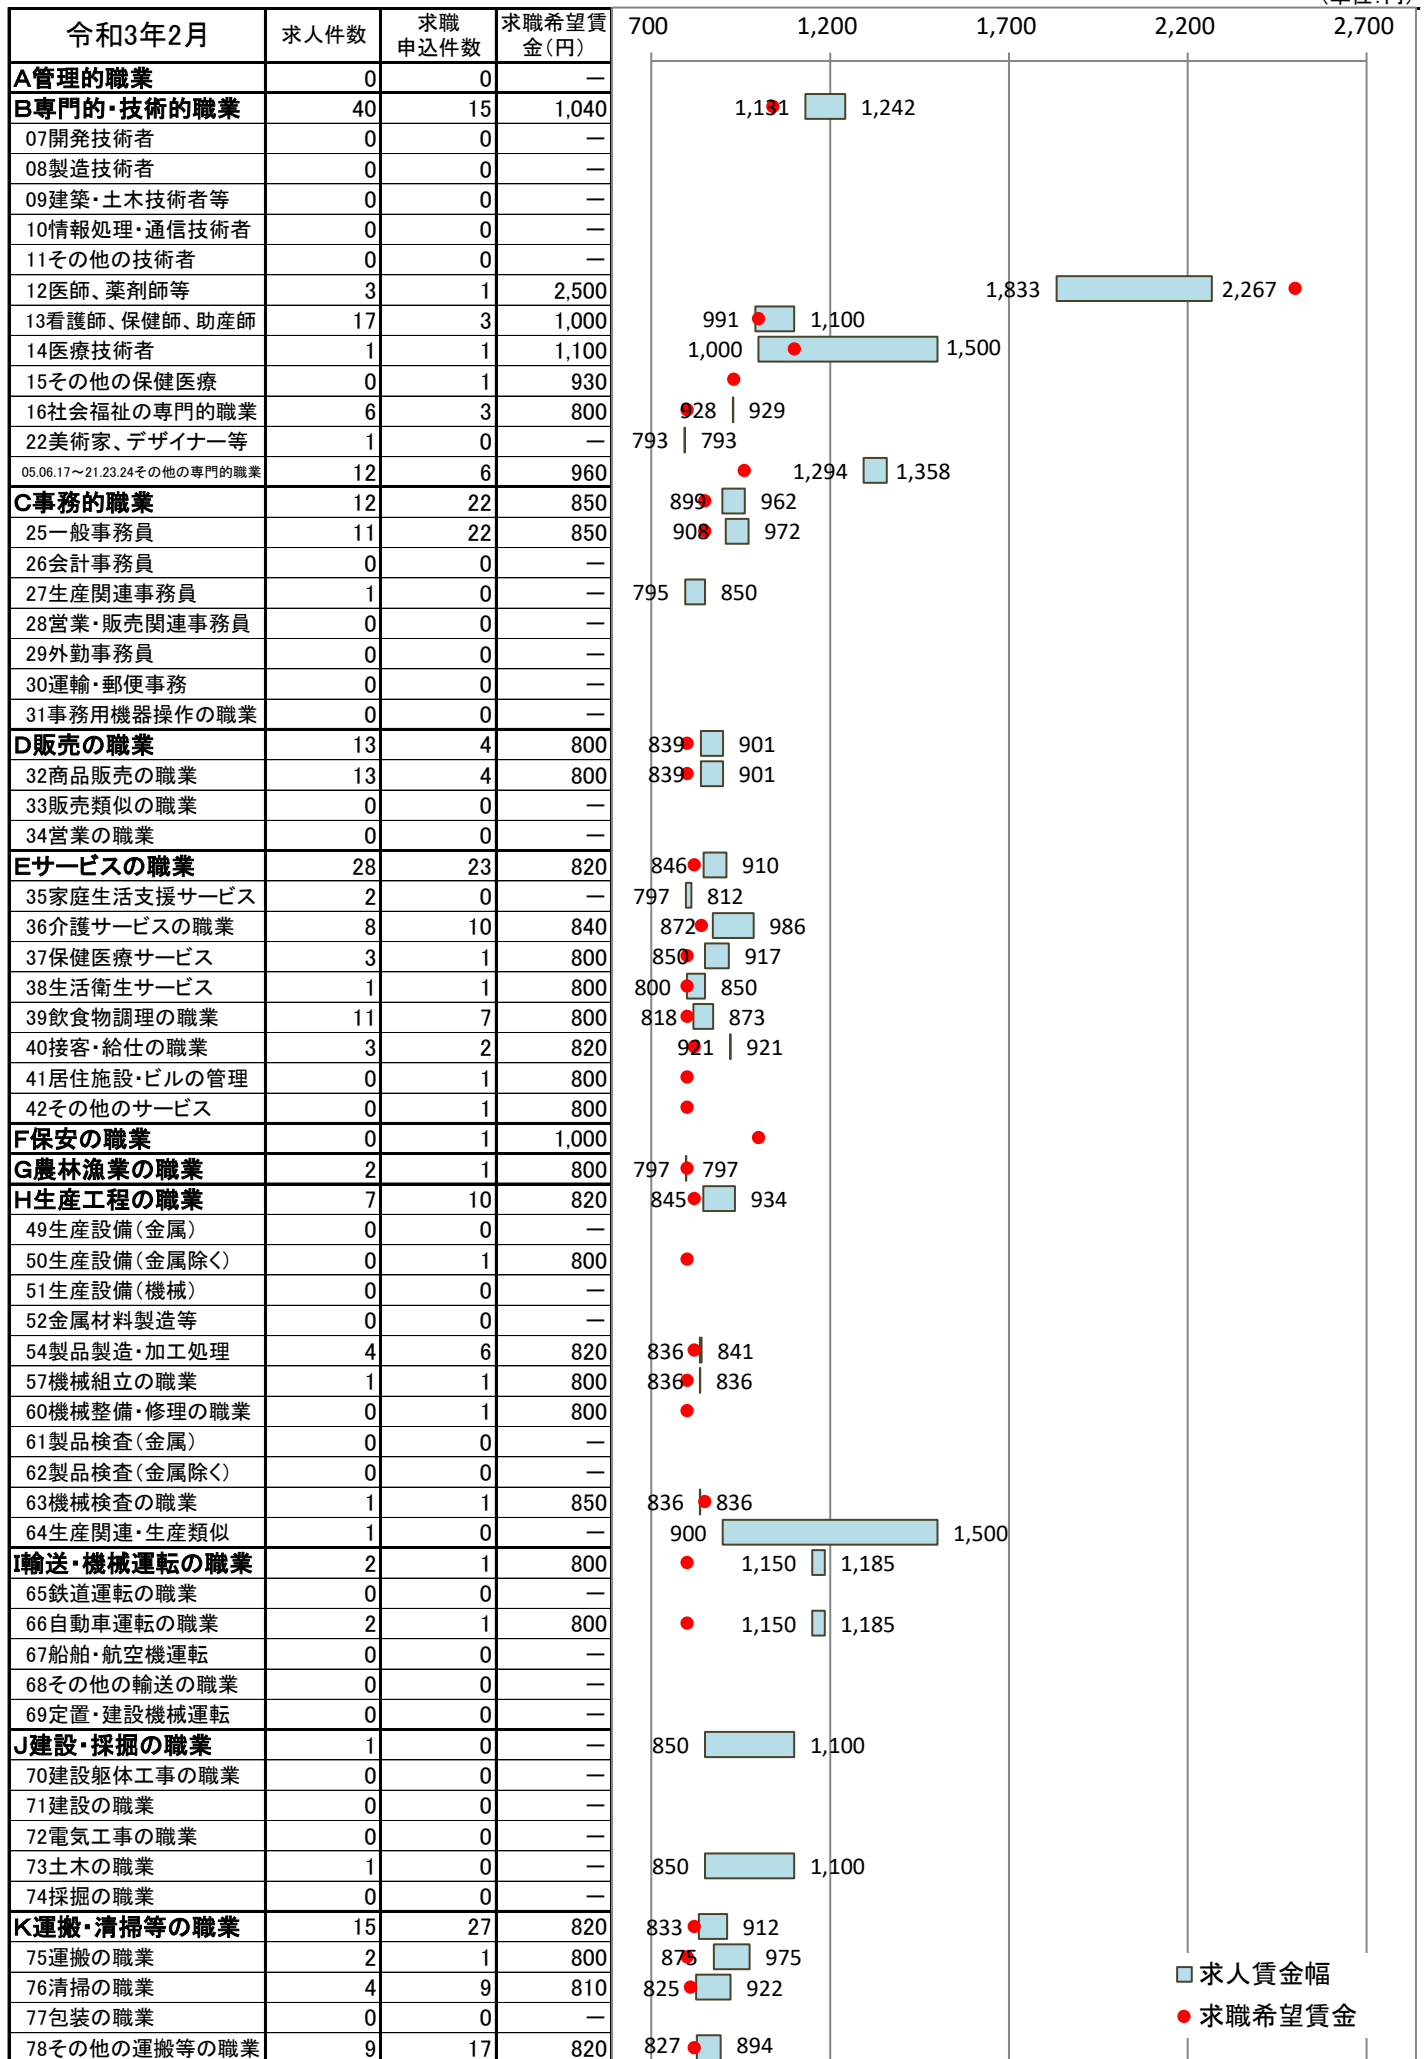 令和3年2月 求人件数 求職申込件数 求職希望賃金(円) 700 1,200 1,700 2,200 2,700
A管理的職業 0 0 －
B専門的・技術的職業 40 15 1,040 1,131 1,242
07開発技術者 0 0 －
08製造技術者 0 0 －
09建築・土木技術者等 0 0 －
10情報処理・通信技術者 0 0 －
11その他の技術者 0 0 －
12医師、薬剤師等 3 1 2,500 1,833 2,267
13看護師、保健師、助産師 17 3 1,000 991 1,100
14医療技術者 1 1 1,100 1,000 1,500
15その他の保健医療 0 1 930
16社会福祉の専門的職業 6 3 800 928 929
22美術家、デザイナー等 1 0 － 793 793
05.06.17～21.23.24その他の専門的職業 12 6 960 1,294 1,358
C事務的職業 12 22 850 899 962
25一般事務員 11 22 850 908 972
26会計事務員 0 0 －
27生産関連事務員 1 0 － 795 850
28営業・販売関連事務員 0 0 －
29外勤事務員 0 0 －
30運輸・郵便事務 0 0 －
31事務用機器操作の職業 0 0 －
D販売の職業 13 4 800 839 901
32商品販売の職業 13 4 800 839 901
33販売類似の職業 0 0 －
34営業の職業 0 0 －
Eサービスの職業 28 23 820 846 910
35家庭生活支援サービス 2 0 － 797 812
36介護サービスの職業 8 10 840 872 986
37保健医療サービス 3 1 800 850 917
38生活衛生サービス 1 1 800 800 850
39飲食物調理の職業 11 7 800 818 873
40接客・給仕の職業 3 2 820 921 921
41居住施設・ビルの管理 0 1 800
42その他のサービス 0 1 800
F保安の職業 0 1 1,000
G農林漁業の職業 2 1 800 797 797
H生産工程の職業 7 10 820 845 934
49生産設備(金属) 0 0 －
50生産設備(金属除く) 0 1 800
51生産設備(機械) 0 0 －
52金属材料製造等 0 0 －
54製品製造・加工処理 4 6 820 836 841
57機械組立の職業 1 1 800 836 836
60機械整備・修理の職業 0 1 800
61製品検査(金属) 0 0 －
62製品検査(金属除く) 0 0 －
63機械検査の職業 1 1 850 836 836
64生産関連・生産類似 1 0 － 900 1,500
I輸送・機械運転の職業 2 1 800 1,150 1,185
65鉄道運転の職業 0 0 －
66自動車運転の職業 2 1 800 1,150 1,185
67船舶・航空機運転 0 0 －
68その他の輸送の職業 0 0 －
69定置・建設機械運転 0 0 －
J建設・採掘の職業 1 0 － 850 1,100
70建設躯体工事の職業 0 0 －
71建設の職業 0 0 －
72電気工事の職業 0 0 －
73土木の職業 1 0 － 850 1,100
74採掘の職業 0 0 －
K運搬・清掃等の職業 15 27 820 833 912
75運搬の職業 2 1 800 875 975
76清掃の職業 4 9 810 825 922
77包装の職業 0 0 －
78その他の運搬等の職業 9 17 820 827 894
求人賃金幅
求職希望賃金